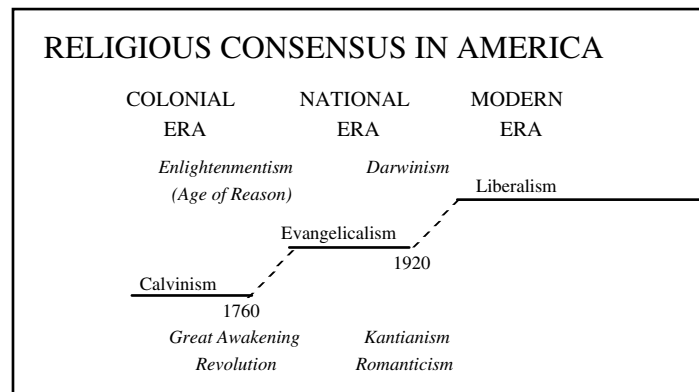 RELIGIOUS CONSENSUS IN AMERICA
COLONIAL ERA
NATIONAL ERA
MODERN ERA
Enlightenmentism
(Age of Reason)
Darwinism
Liberalism
Evangelicalism
1920
Calvinism
1760
Great Awakening
Revolution
Kantianism
Romanticism